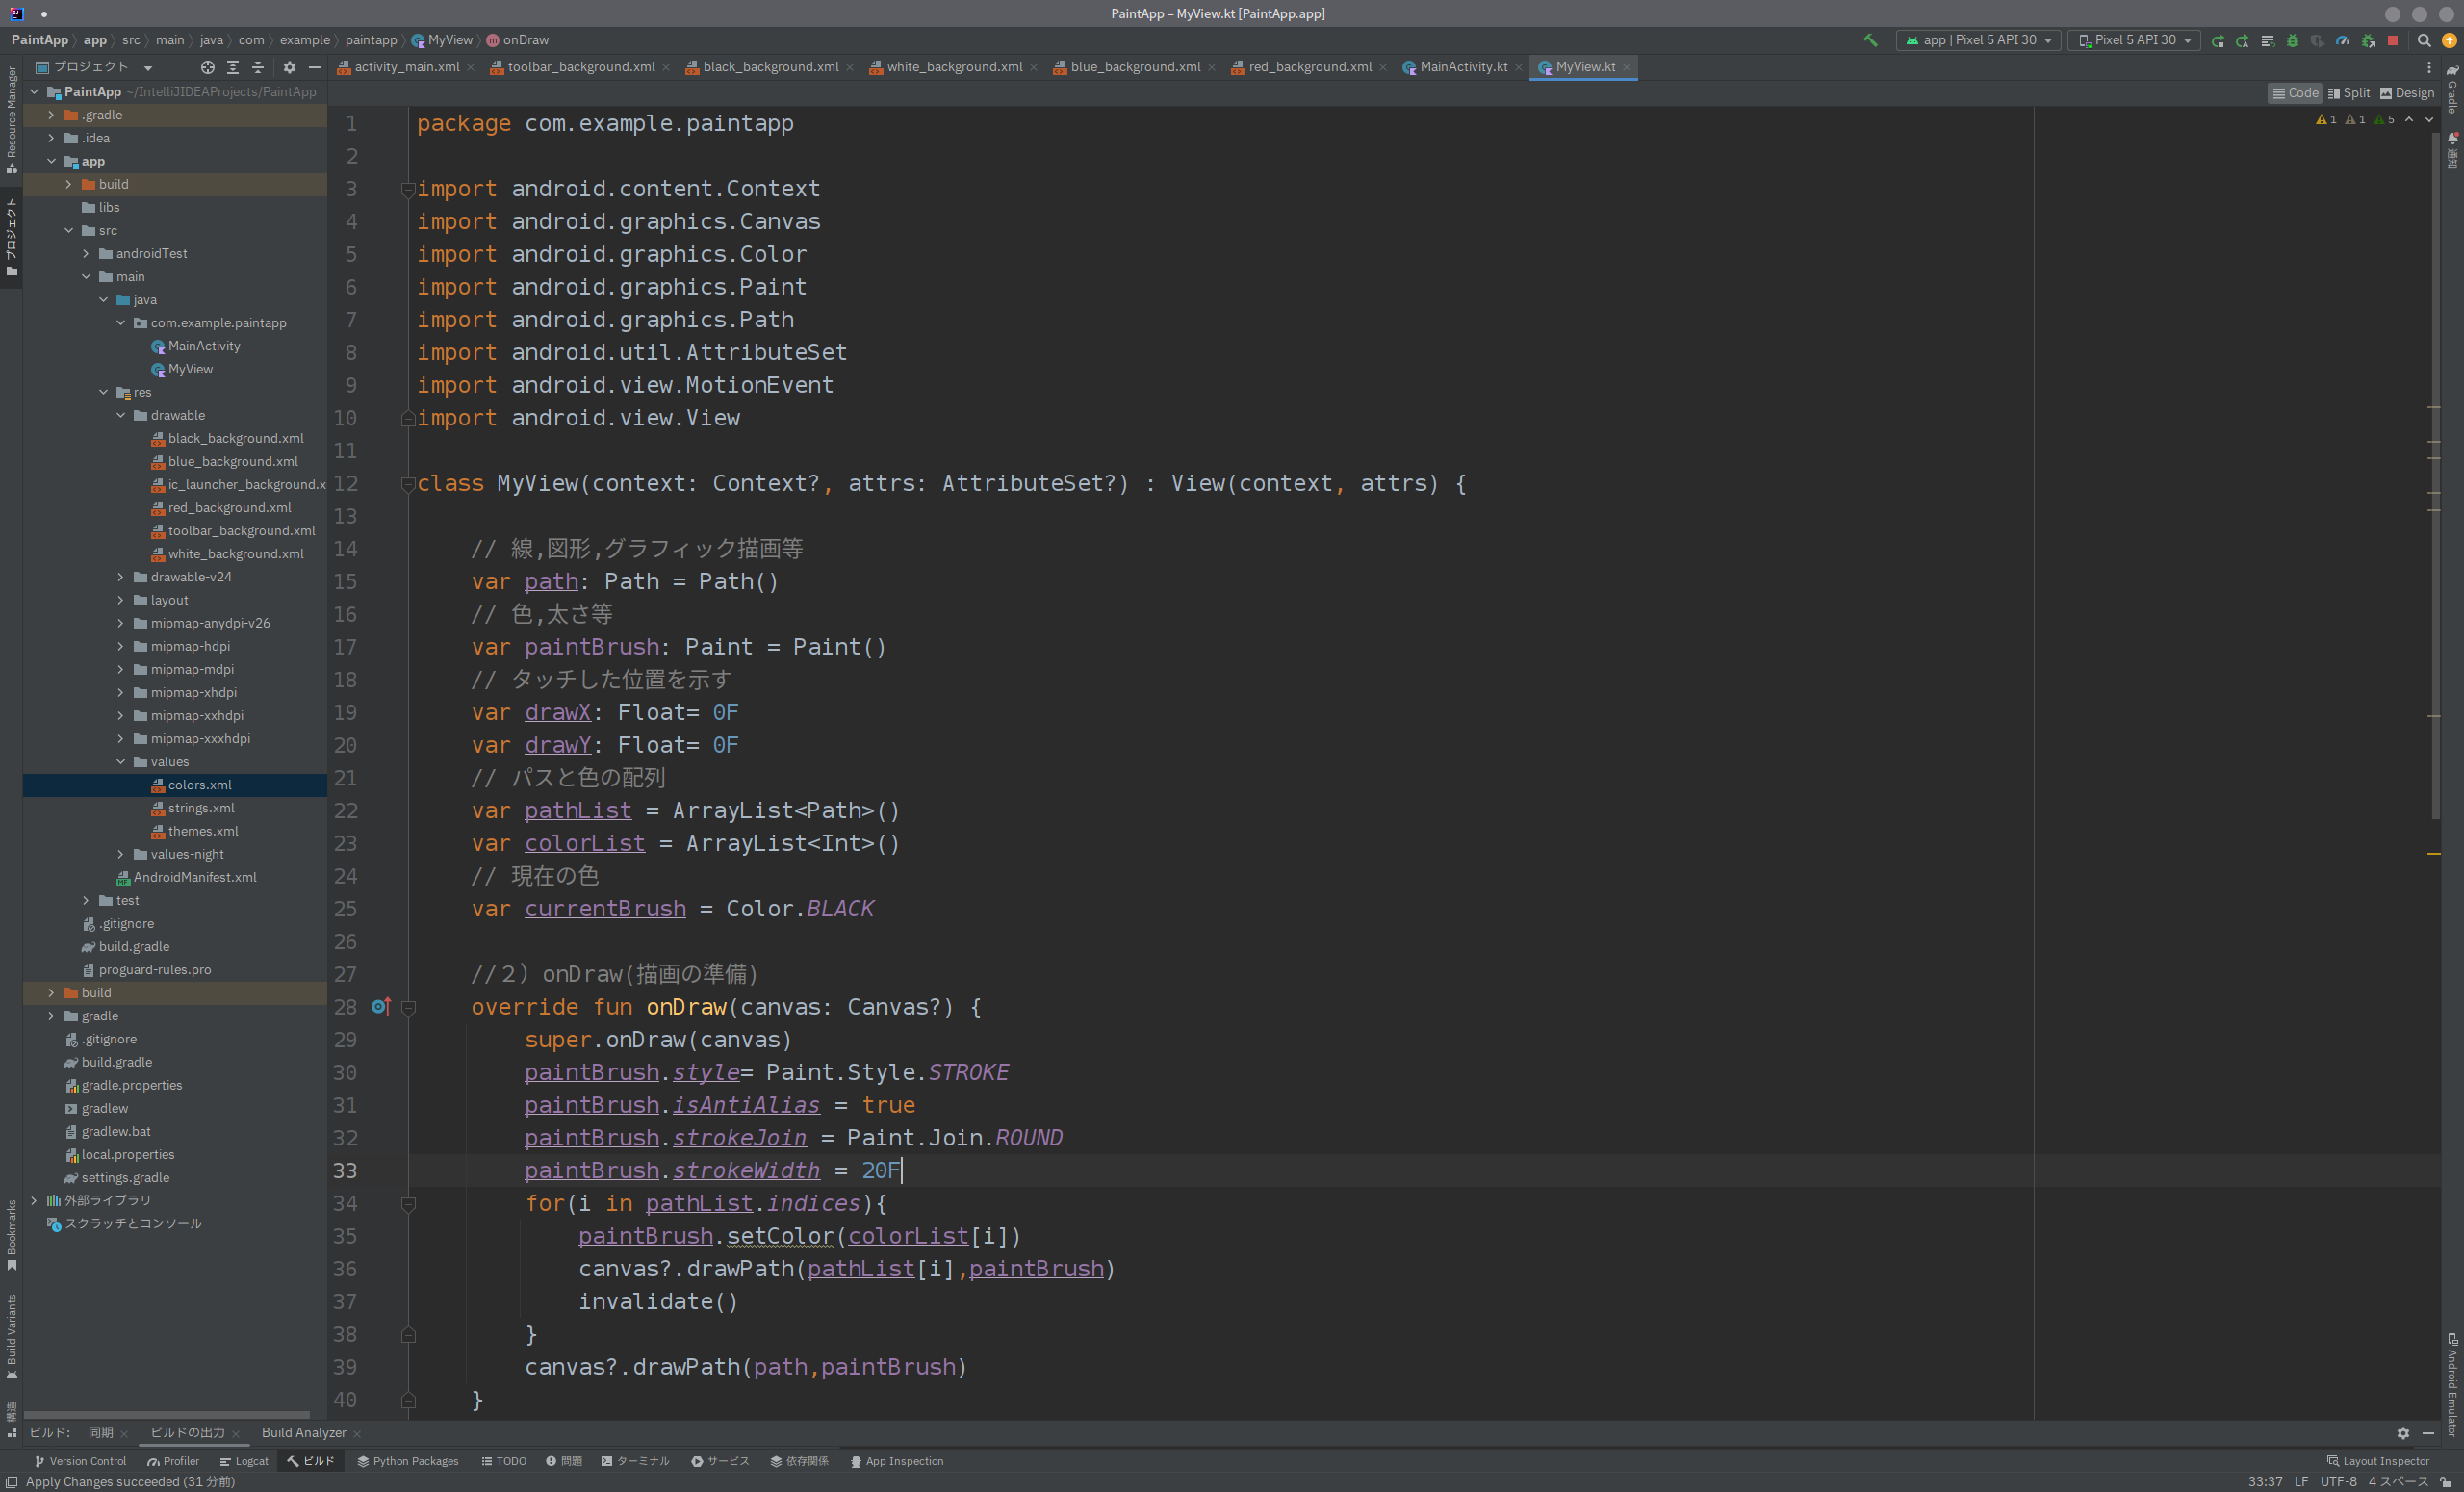 PaintApp – MyView.kt [PaintApp.app]
PaintApp app src main java com example paintapp MyView onDraw
app | Pixel 5 API 30 Pixel 5 API 30
プロジェクト
activity_main.xml toolbar_background.xml black_background.xml white_background.xml blue_background.xml red_background.xml MainActivity.kt MyView.kt
Code Split Design
1 1 5
Resource Manager
プロジェクト
Bookmarks
Build Variants
構造
Gradle
通知
Android Emulator
PaintApp ~/IntelliJIDEAProjects/PaintApp
.gradle
.idea
app
build
libs
src
androidTest
main
java
com.example.paintapp
MainActivity
MyView
res
drawable
black_background.xml
blue_background.xml
ic_launcher_background.x
red_background.xml
toolbar_background.xml
white_background.xml
drawable-v24
layout
mipmap-anydpi-v26
mipmap-hdpi
mipmap-mdpi
mipmap-xhdpi
mipmap-xxhdpi
mipmap-xxxhdpi
values
colors.xml
strings.xml
themes.xml
values-night
AndroidManifest.xml
test
.gitignore
build.gradle
proguard-rules.pro
build
gradle
.gitignore
build.gradle
gradle.properties
gradlew
gradlew.bat
local.properties
settings.gradle
外部ライブラリ
スクラッチとコンソール
1 package com.example.paintapp
2
3 import android.content.Context
4 import android.graphics.Canvas
5 import android.graphics.Color
6 import android.graphics.Paint
7 import android.graphics.Path
8 import android.util.AttributeSet
9 import android.view.MotionEvent
10 import android.view.View
11
12 class MyView(context: Context?, attrs: AttributeSet?) : View(context, attrs) {
13
14 // 線,図形,グラフィック描画等
15 var path: Path = Path()
16 // 色,太さ等
17 var paintBrush: Paint = Paint()
18 // タッチした位置を示す
19 var drawX: Float= 0F
20 var drawY: Float= 0F
21 // パスと色の配列
22 var pathList = ArrayList<Path>()
23 var colorList = ArrayList<Int>()
24 // 現在の色
25 var currentBrush = Color.BLACK
26
27 //２）onDraw(描画の準備)
28 override fun onDraw(canvas: Canvas?) {
29 super.onDraw(canvas)
30 paintBrush.style= Paint.Style.STROKE
31 paintBrush.isAntiAlias = true
32 paintBrush.strokeJoin = Paint.Join.ROUND
33 paintBrush.strokeWidth = 20F
34 for(i in pathList.indices){
35 paintBrush.setColor(colorList[i])
36 canvas?.drawPath(pathList[i],paintBrush)
37 invalidate()
38 }
39 canvas?.drawPath(path,paintBrush)
40 }
ビルド: 同期 ビルドの出力 Build Analyzer
Version Control Profiler Logcat ビルド Python Packages TODO 問題 ターミナル サービス 依存関係 App Inspection Layout Inspector
Apply Changes succeeded (31 分前) 33:37 LF UTF-8 4 スペース